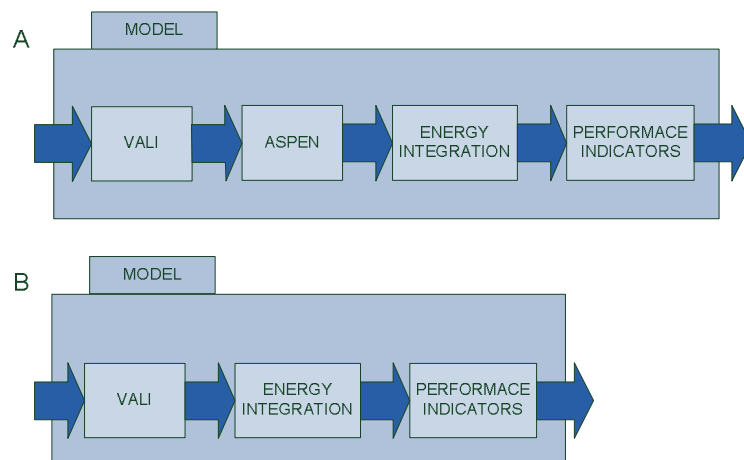 A
MODEL
VALI
ASPEN
ENERGY
INTEGRATION
PERFORMACE
INDICATORS
B
MODEL
VALI
ENERGY
INTEGRATION
PERFORMACE
INDICATORS